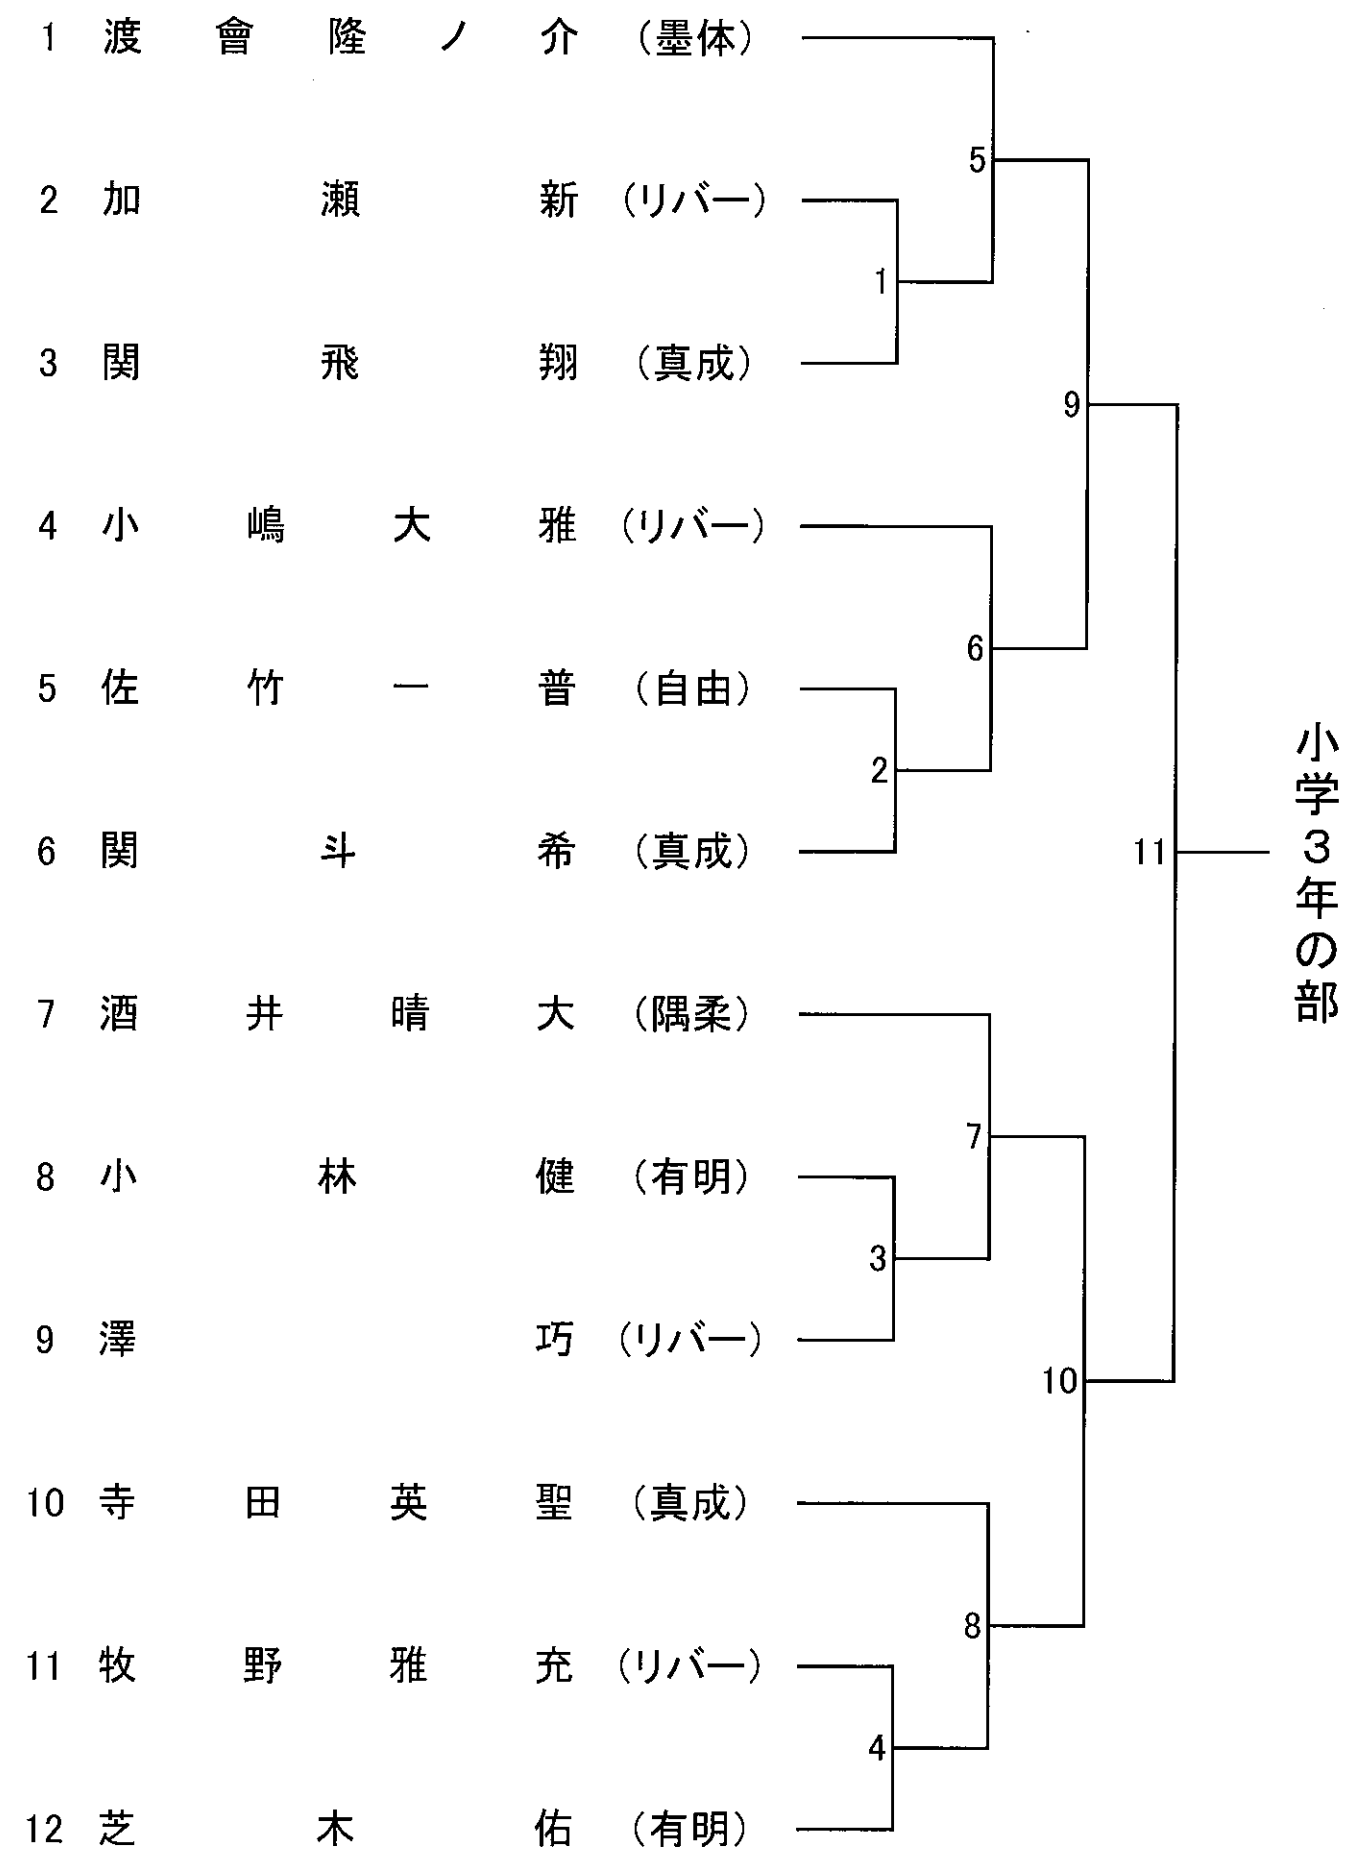 1 渡會隆ノ介 (墨体)
5
2 加瀬新 (リバー)
1
3 関飛翔 (真成)
9
4 小嶋大雅 (リバー)
6
5 佐竹一普 (自由)
2
6 関斗希 (真成)
11
小学3年の部
7 酒井晴大 (隅柔)
7
8 小林健 (有明)
3
9 澤巧 (リバー)
10
10 寺田英聖 (真成)
8
11 牧野雅充 (リバー)
4
12 芝木佑 (有明)